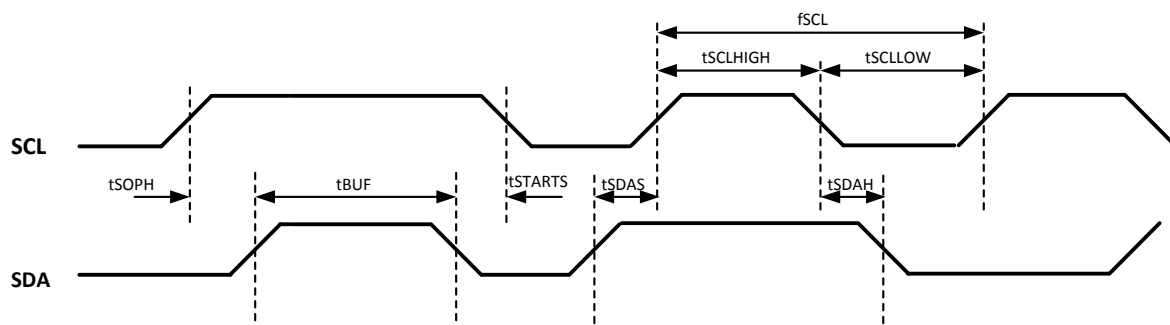 fSCL
tSCLHIGH tSCLLOW
SCL
tSOPH tBUF tSTARTS tSDAS tSDAH
SDA